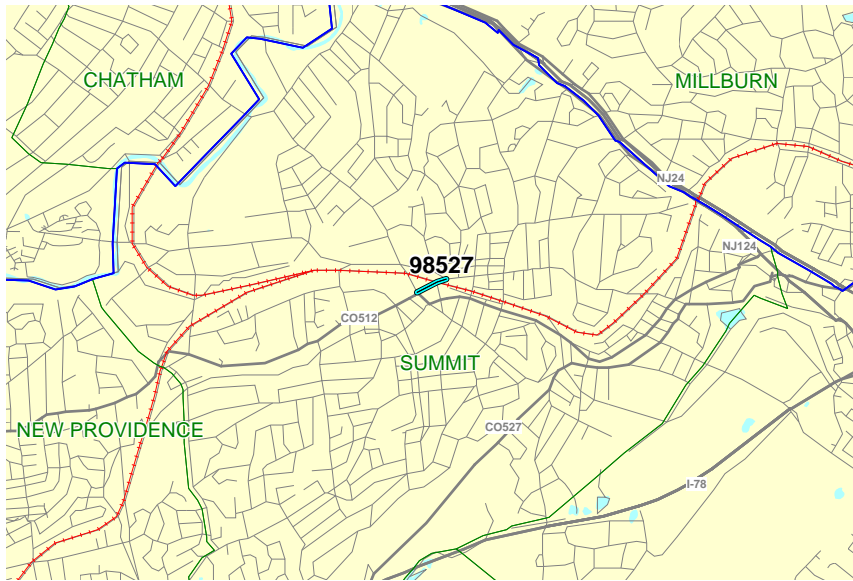 CHATHAM
MILLBURN
NJ24
NJ124
98527
CO512
SUMMIT
NEW PROVIDENCE
CO527
I-78